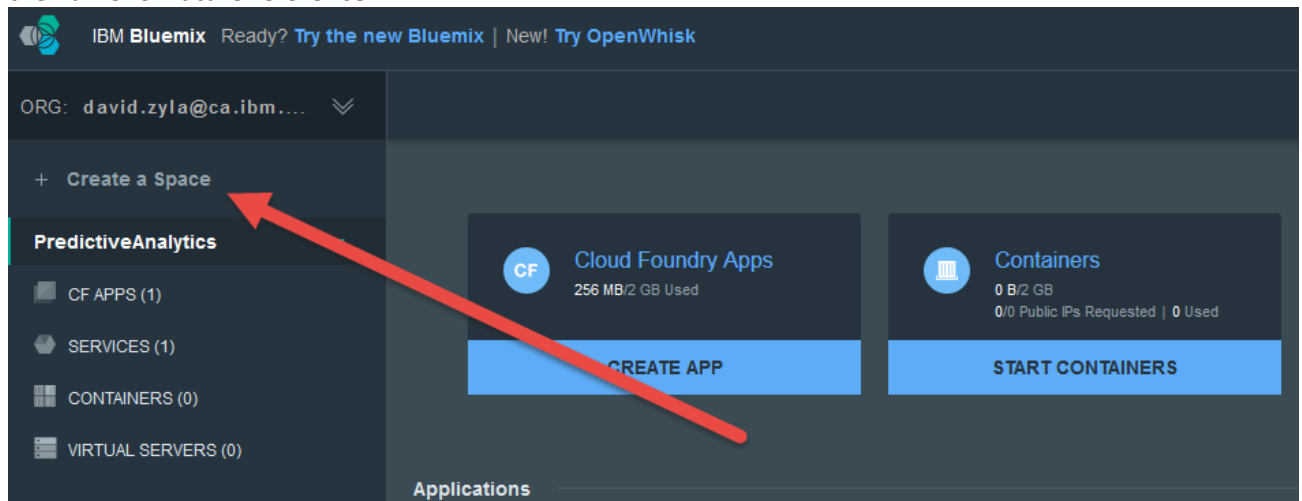 IBM Bluemix Ready? Try the new Bluemix | New! Try OpenWhisk
ORG: david.zyla@ca.ibm....
+ Create a Space
PredictiveAnalytics
CF APPS (1)
SERVICES (1)
CONTAINERS (0)
VIRTUAL SERVERS (0)
CF
Cloud Foundry Apps
256 MB/2 GB Used
CREATE APP
Containers
0 B/2 GB
0/0 Public IPs Requested | 0 Used
START CONTAINERS
Applications